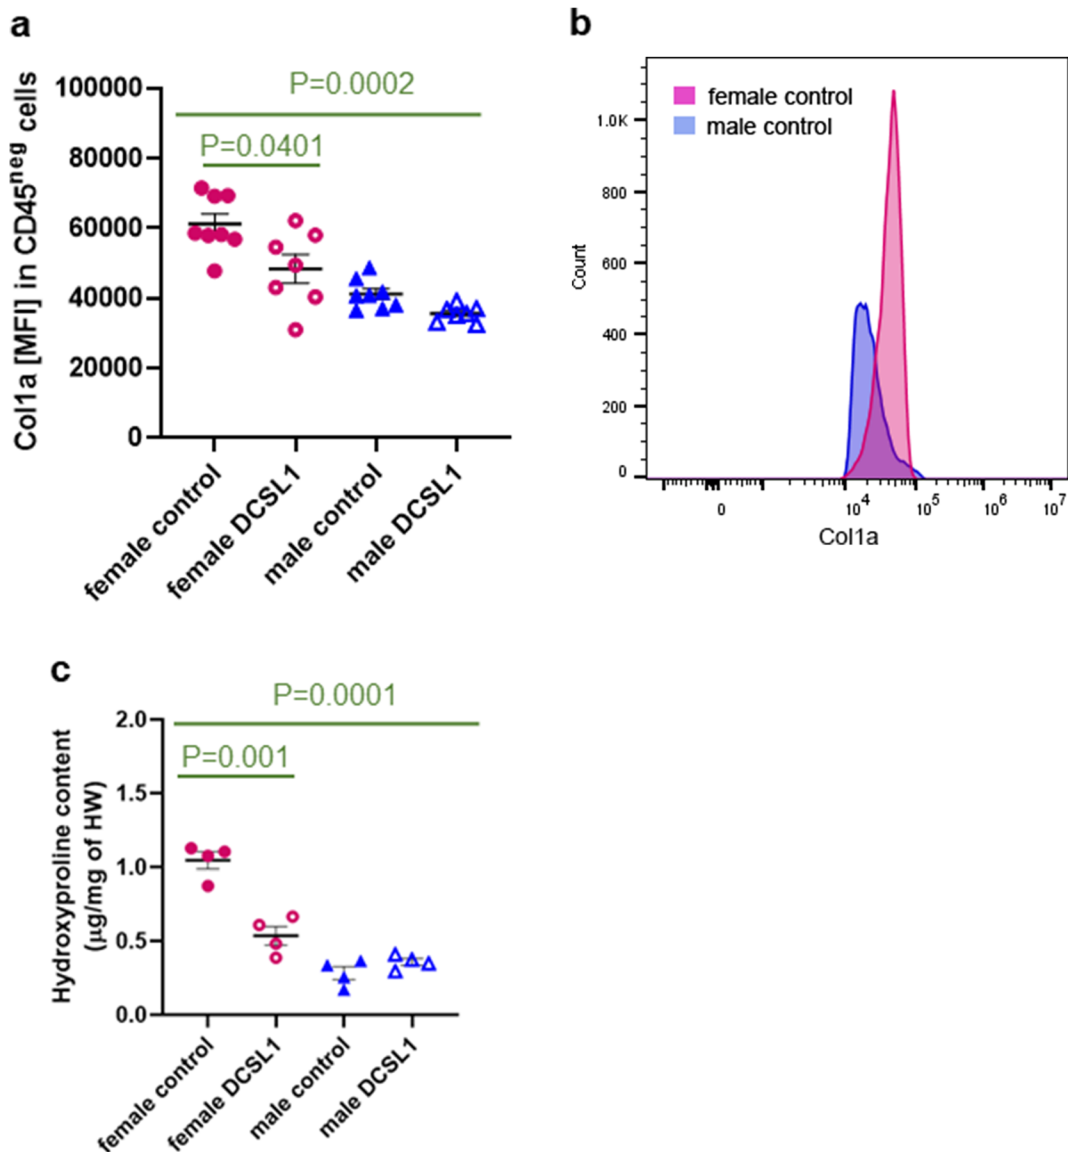 a
Col1a [MFI] in CD45neg cells
100000
80000
60000
40000
20000
0
P=0.0002
P=0.0401
female control
female DCSL1
male control
male DCSL1
b
female control
male control
Count
1.0K
800
600
400
200
0
0
10^4
10^5
10^6
10^7
Col1a
c
Hydroxyproline content
(µg/mg of HW)
2.0
1.5
1.0
0.5
0.0
P=0.0001
P=0.001
female control
female DCSL1
male control
male DCSL1